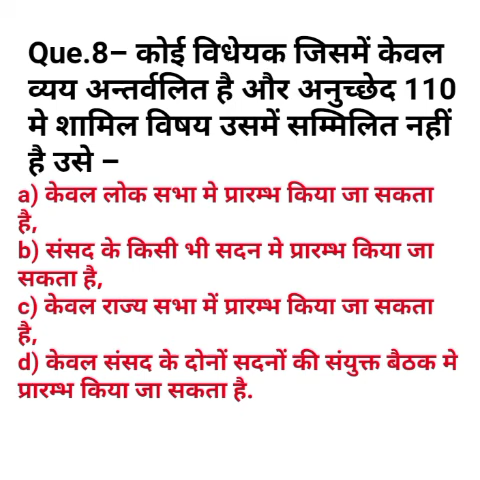 Que.8– कोई विधेयक जिसमें केवल
व्यय अन्तर्वलित है और अनुच्छेद 110
मे शामिल विषय उसमें सम्मिलित नहीं
है उसे –
a) केवल लोक सभा मे प्रारम्भ किया जा सकता
है,
b) संसद के किसी भी सदन मे प्रारम्भ किया जा
सकता है,
c) केवल राज्य सभा में प्रारम्भ किया जा सकता
है,
d) केवल संसद के दोनों सदनों की संयुक्त बैठक मे
प्रारम्भ किया जा सकता है.